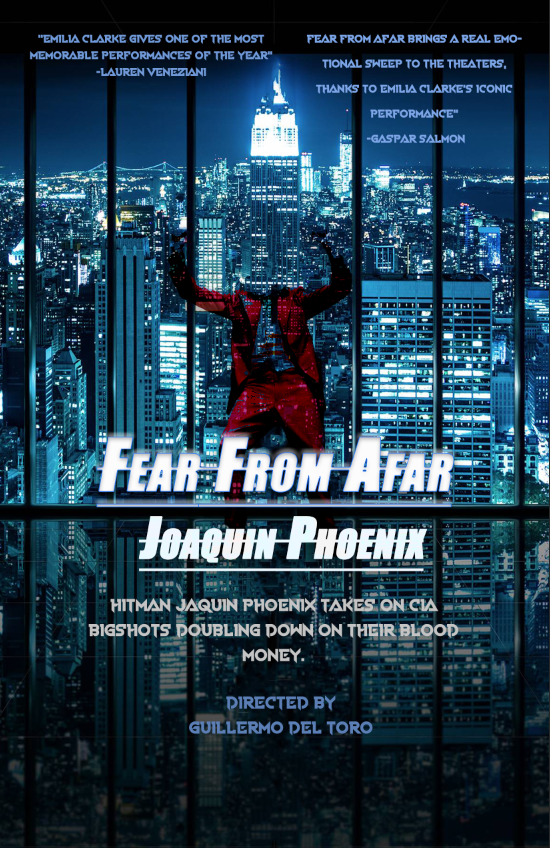 "EMILIA CLARKE GIVES ONE OF THE MOST
MEMORABLE PERFORMANCES OF THE YEAR"
-LAUREN VENEZIANI
FEAR FROM AFAR BRINGS A REAL EMO-
TIONAL SWEEP TO THE THEATERS,
THANKS TO EMILIA CLARKE'S ICONIC
PERFORMANCE"
-GASPAR SALMON
FEAR FROM AFAR
JOAQUIN PHOENIX
HITMAN JAQUIN PHOENIX TAKES ON CIA
BIGSHOTS DOUBLING DOWN ON THEIR BLOOD
MONEY.
DIRECTED BY
GUILLERMO DEL TORO